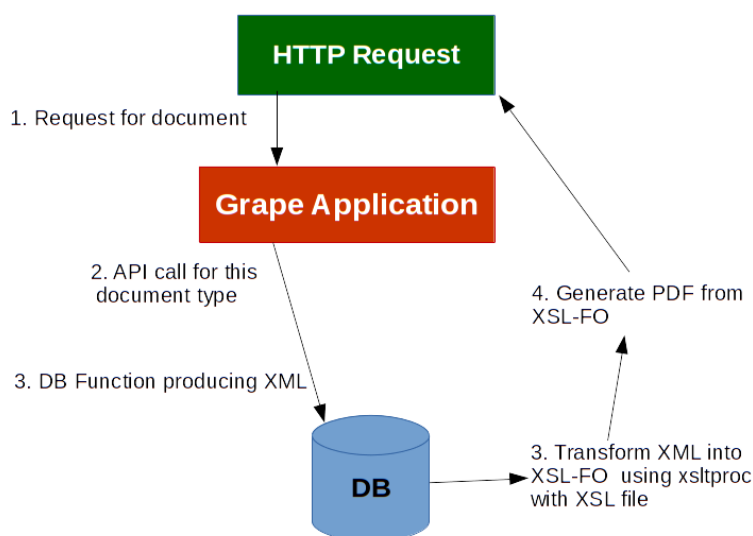 HTTP Request
1. Request for document
Grape Application
2. API call for this
document type
3. DB Function producing XML
DB
3. Transform XML into
XSL-FO  using xsltproc
with XSL file
4. Generate PDF from
XSL-FO